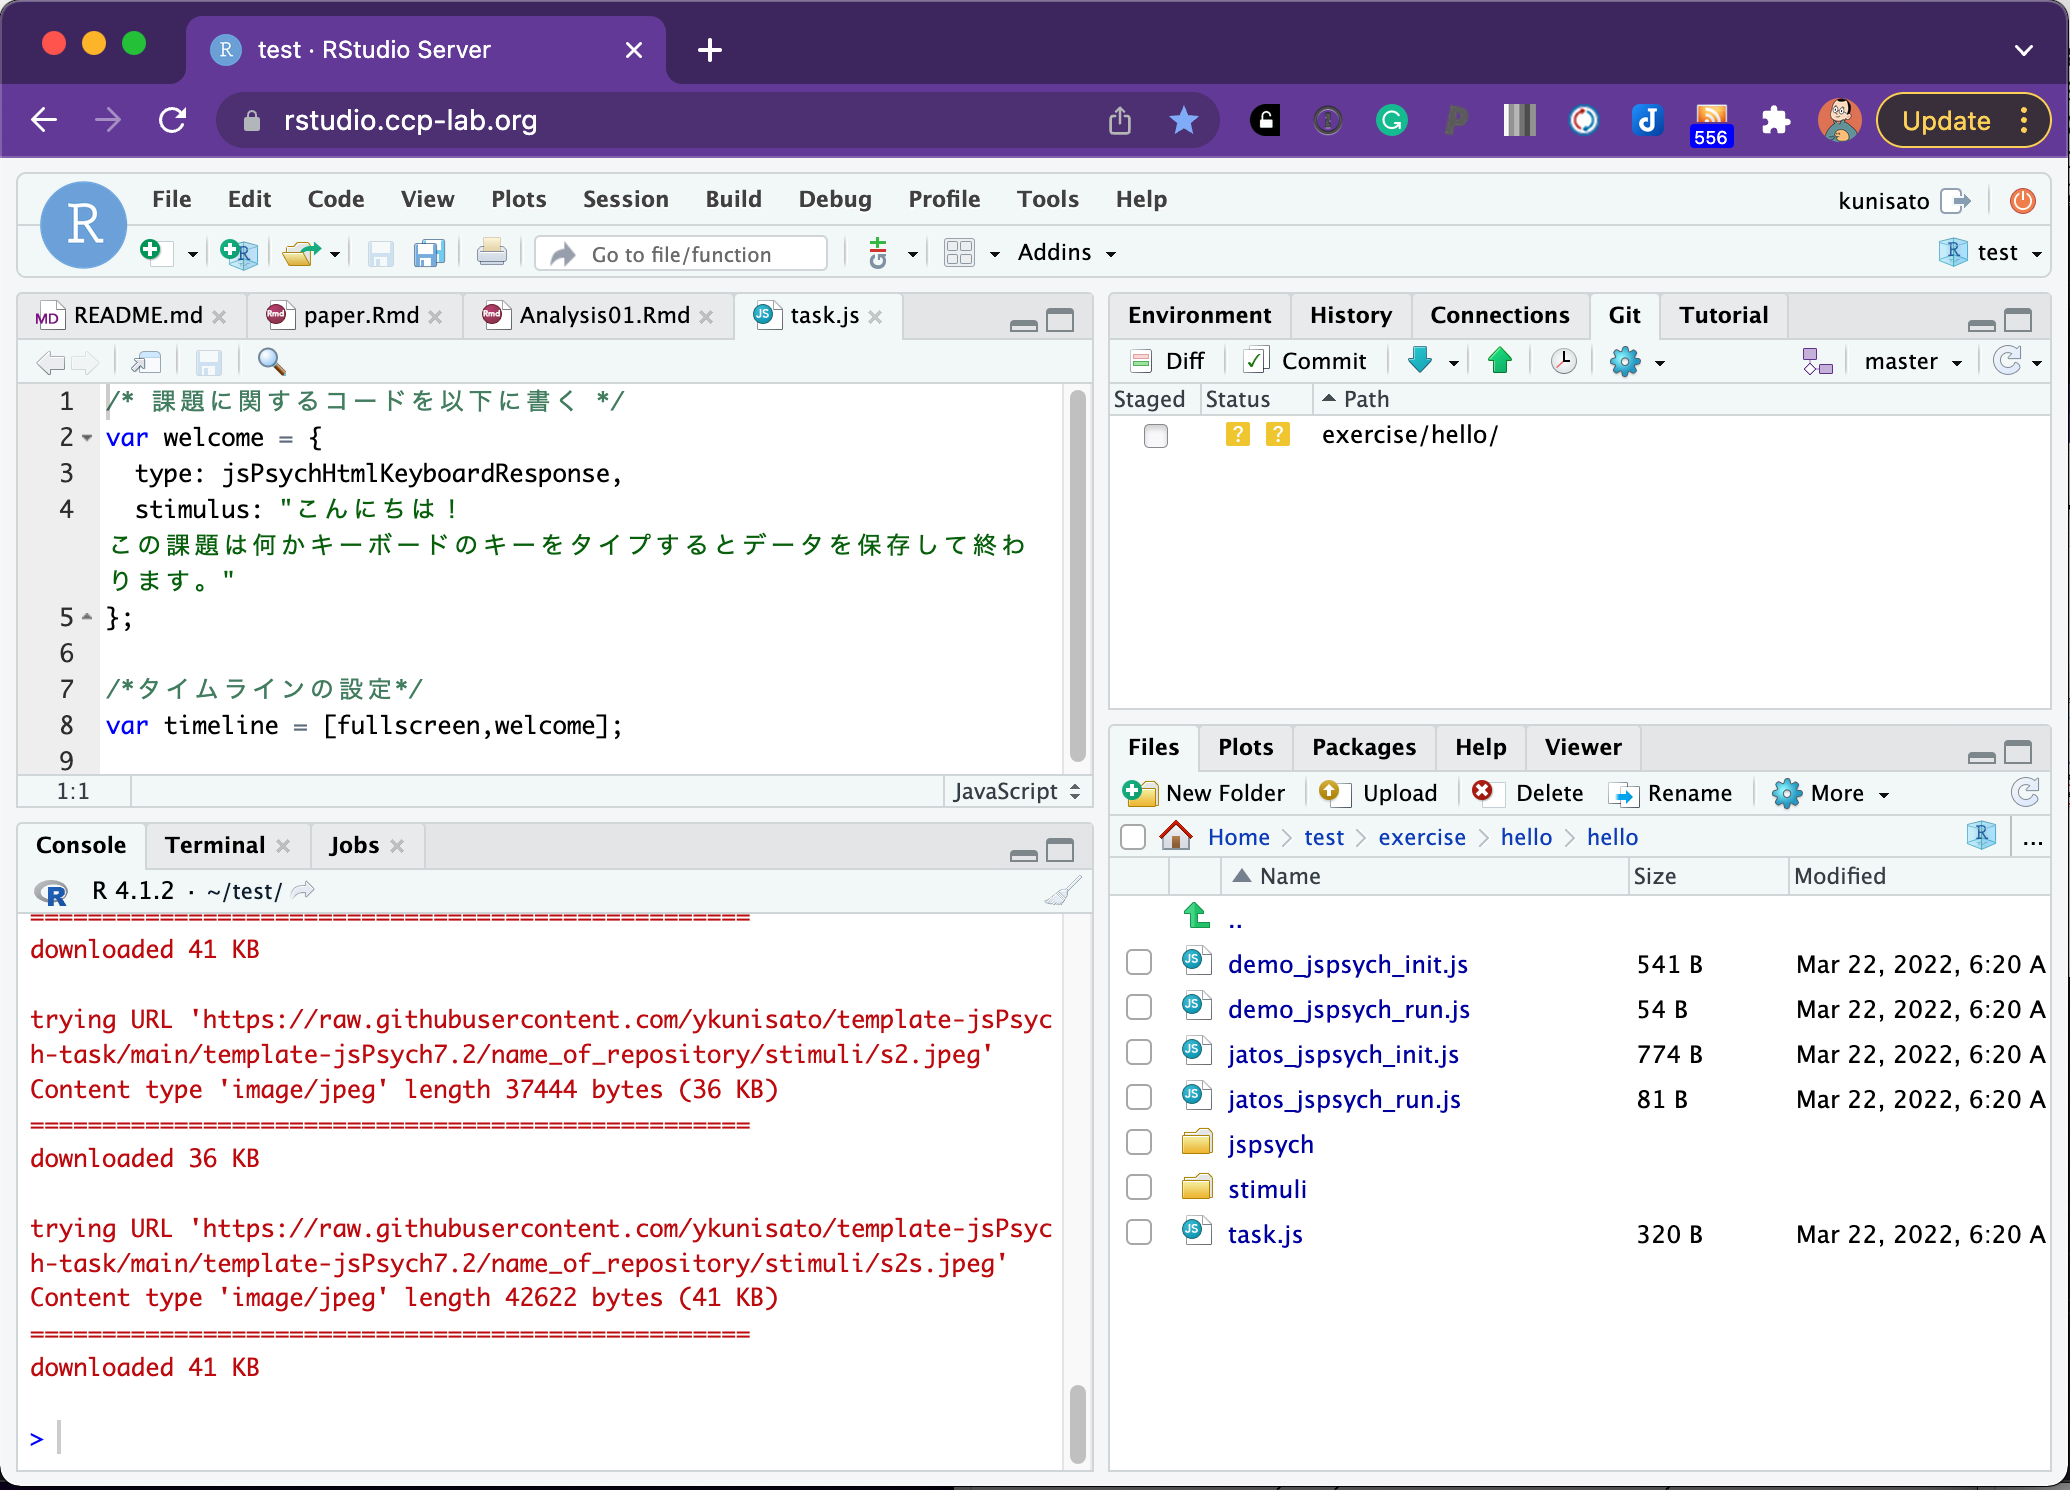 test · RStudio Server
rstudio.ccp-lab.org
556
Update
R
File Edit Code View Plots Session Build Debug Profile Tools Help
kunisato
Go to file/function
Addins
test
README.md
paper.Rmd
Analysis01.Rmd
task.js
1 /* 課題に関するコードを以下に書く */
2 var welcome = {
3 type: jsPsychHtmlKeyboardResponse,
4 stimulus: "こんにちは！
この課題は何かキーボードのキーをタイプするとデータを保存して終わ
ります。"
5 };
6
7 /*タイムラインの設定*/
8 var timeline = [fullscreen,welcome];
9
1:1
JavaScript
Console Terminal Jobs
R 4.1.2 · ~/test/
==================================================
downloaded 41 KB
trying URL 'https://raw.githubusercontent.com/ykunisato/template-jsPsyc
h-task/main/template-jsPsych7.2/name_of_repository/stimuli/s2.jpeg'
Content type 'image/jpeg' length 37444 bytes (36 KB)
==================================================
downloaded 36 KB
trying URL 'https://raw.githubusercontent.com/ykunisato/template-jsPsyc
h-task/main/template-jsPsych7.2/name_of_repository/stimuli/s2s.jpeg'
Content type 'image/jpeg' length 42622 bytes (41 KB)
==================================================
downloaded 41 KB
>
Environment History Connections Git Tutorial
Diff Commit master
Staged Status Path
? ? exercise/hello/
Files Plots Packages Help Viewer
New Folder Upload Delete Rename More
Home > test > exercise > hello > hello ...
Name Size Modified
..
demo_jspsych_init.js 541 B Mar 22, 2022, 6:20 A
demo_jspsych_run.js 54 B Mar 22, 2022, 6:20 A
jatos_jspsych_init.js 774 B Mar 22, 2022, 6:20 A
jatos_jspsych_run.js 81 B Mar 22, 2022, 6:20 A
jspsych
stimuli
task.js 320 B Mar 22, 2022, 6:20 A